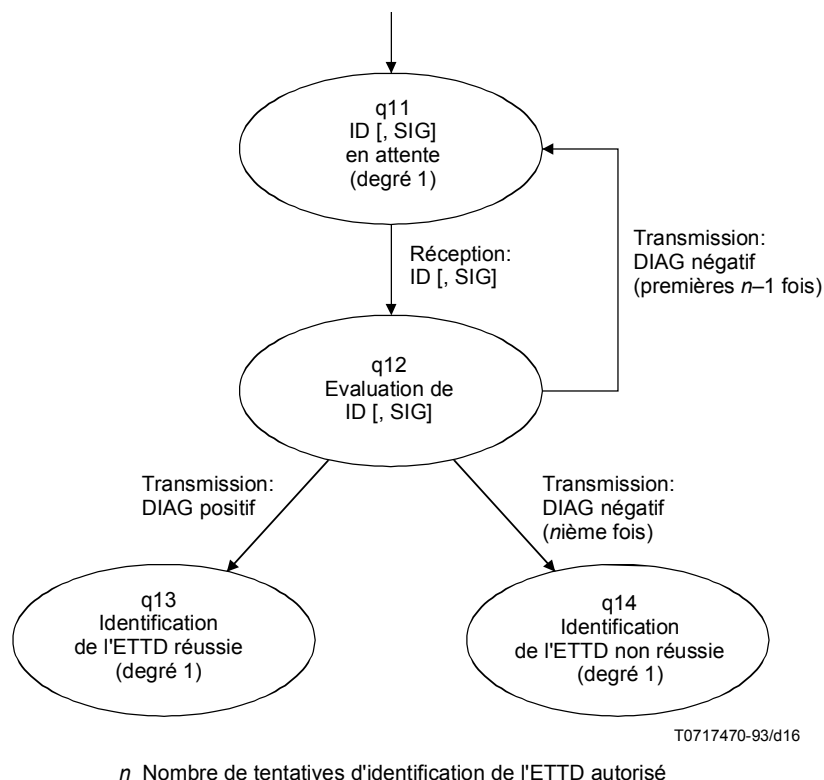 q11
ID [, SIG]
en attente
(degré 1)
Réception:
ID [, SIG]
Transmission:
DIAG négatif
(premières n–1 fois)
q12
Evaluation de
ID [, SIG]
Transmission:
DIAG positif
Transmission:
DIAG négatif
(nième fois)
q13
Identification
de l'ETTD réussie
(degré 1)
q14
Identification
de l'ETTD non réussie
(degré 1)
T0717470-93/d16
n Nombre de tentatives d'identification de l'ETTD autorisé